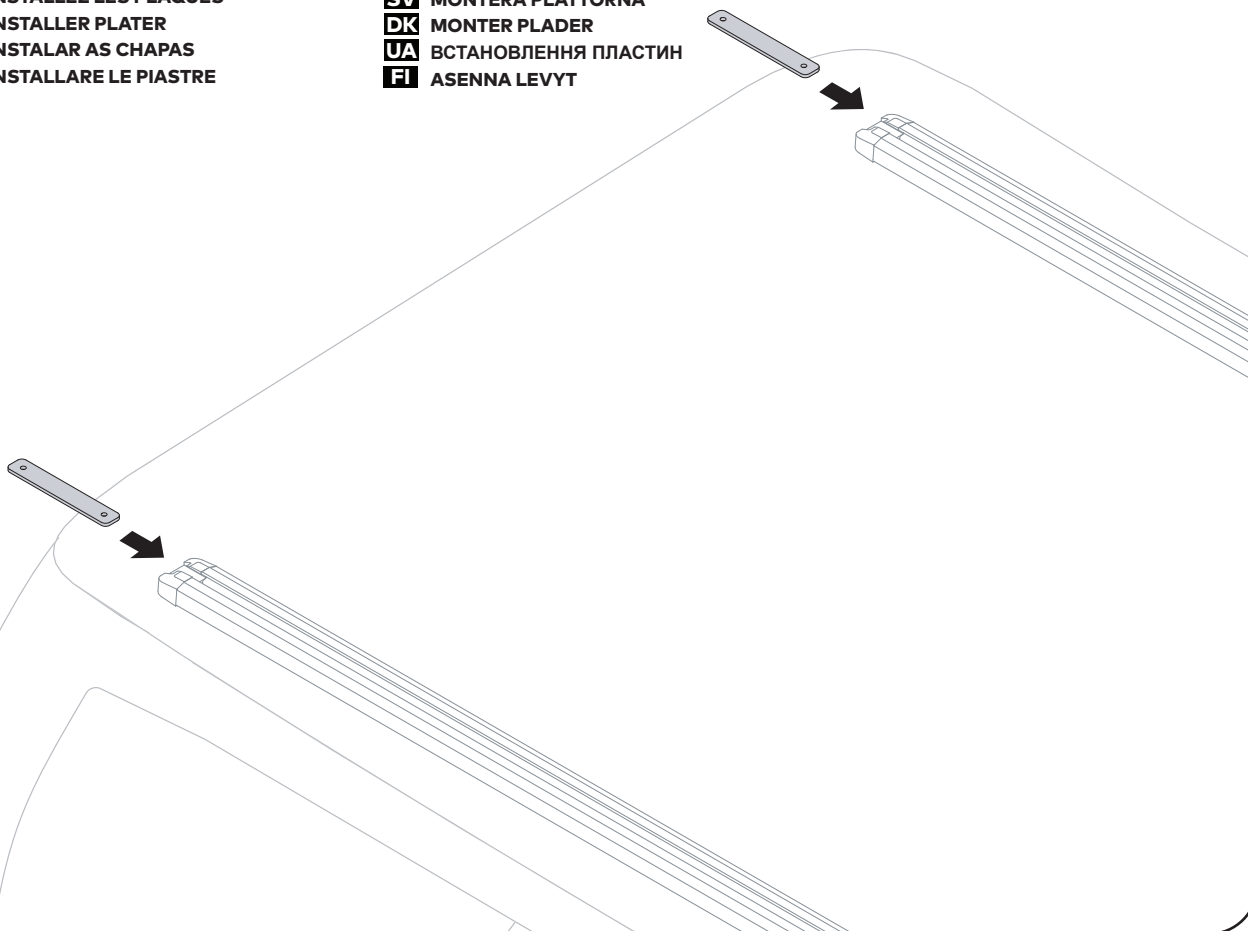 NSTALLEE LES PLAQUES
NSTALLER PLATER
NSTALAR AS CHAPAS
NSTALLARE LE PIASTRE
SV MONTERA PLATTORNA
DK MONTER PLADER
UA ВСТАНОВЛЕННЯ ПЛАСТИН
FI ASENNA LEVYT